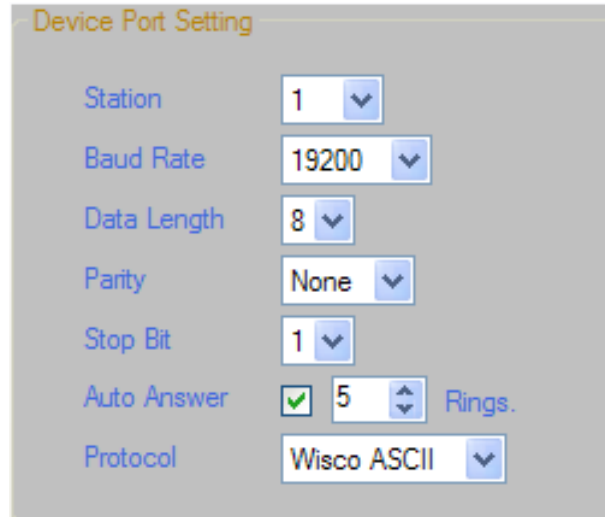 Device Port Setting
Station 1
Baud Rate 19200
Data Length 8
Parity None
Stop Bit 1
Auto Answer 5 Rings.
Protocol Wisco ASCII